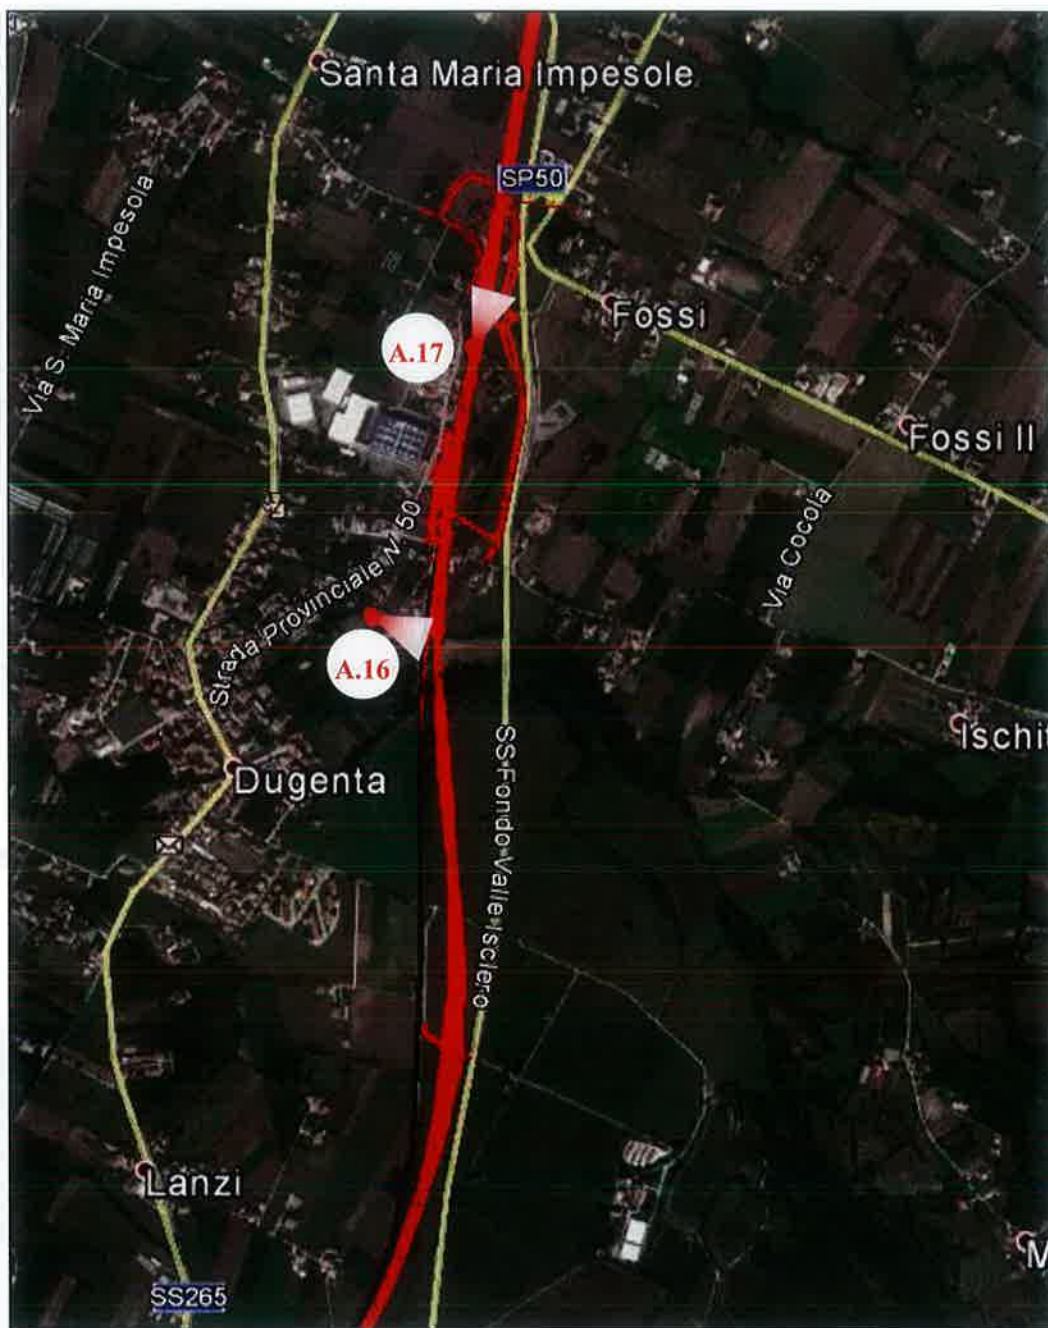 Santa Maria Impesole
SP50
Via S. Maria Impesola
Fossi
A.17
Fossi II
Strada Provinciale N. 50
Via Cocola
A.16
Ischit
SS Fondo Valle Isclero
Dugenta
Lanzi
M
SS265